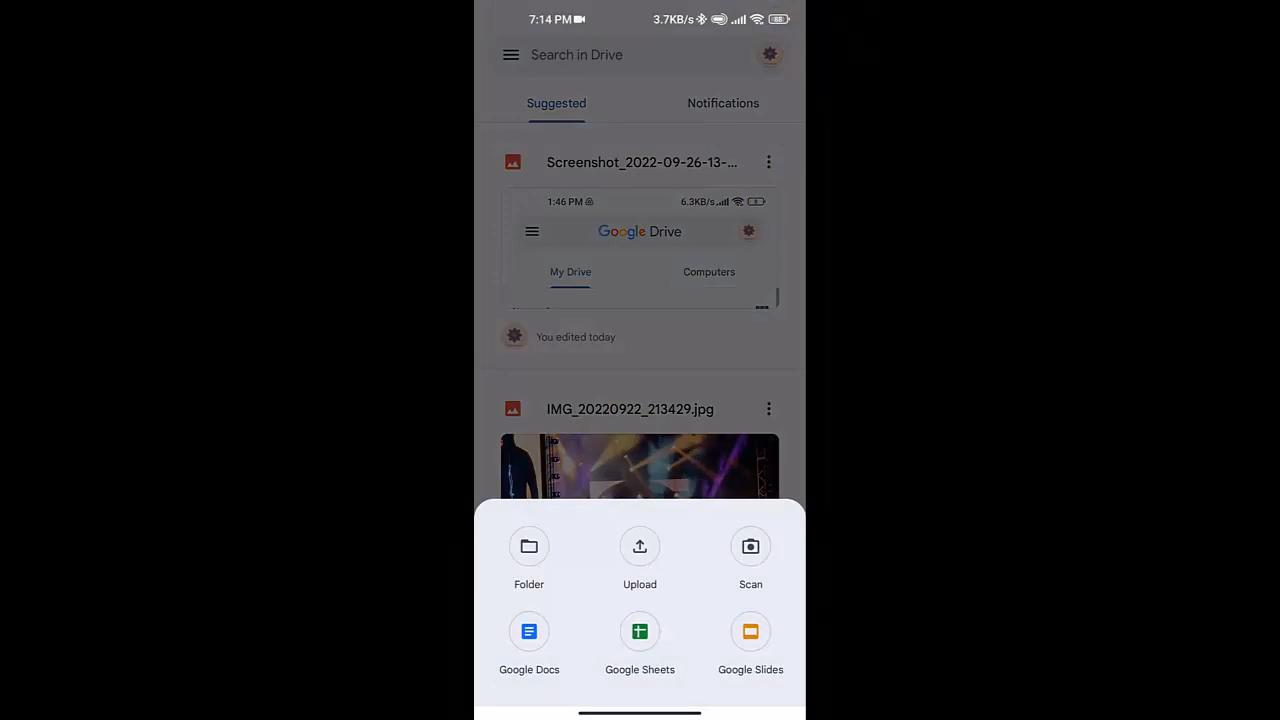 7:14 PM 3.7KB/s 88
Search in Drive
Suggested Notifications
Screenshot_2022-09-26-13-...
1:46 PM 6.3KB/s
Google Drive
My Drive Computers
You edited today
IMG_20220922_213429.jpg
Folder Upload Scan
Google Docs Google Sheets Google Slides